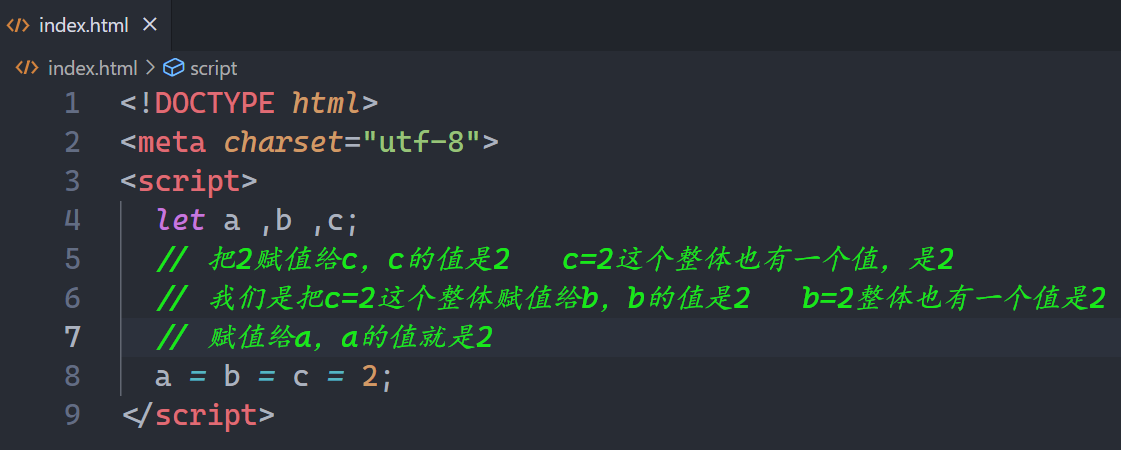 index.html
index.html > script
1 <!DOCTYPE html>
2 <meta charset="utf-8">
3 <script>
4 let a ,b ,c;
5 // 把2赋值给c，c的值是2   c=2这个整体也有一个值，是2
6 // 我们是把c=2这个整体赋值给b，b的值是2   b=2整体也有一个值是2
7 // 赋值给a，a的值就是2
8 a = b = c = 2;
9 </script>